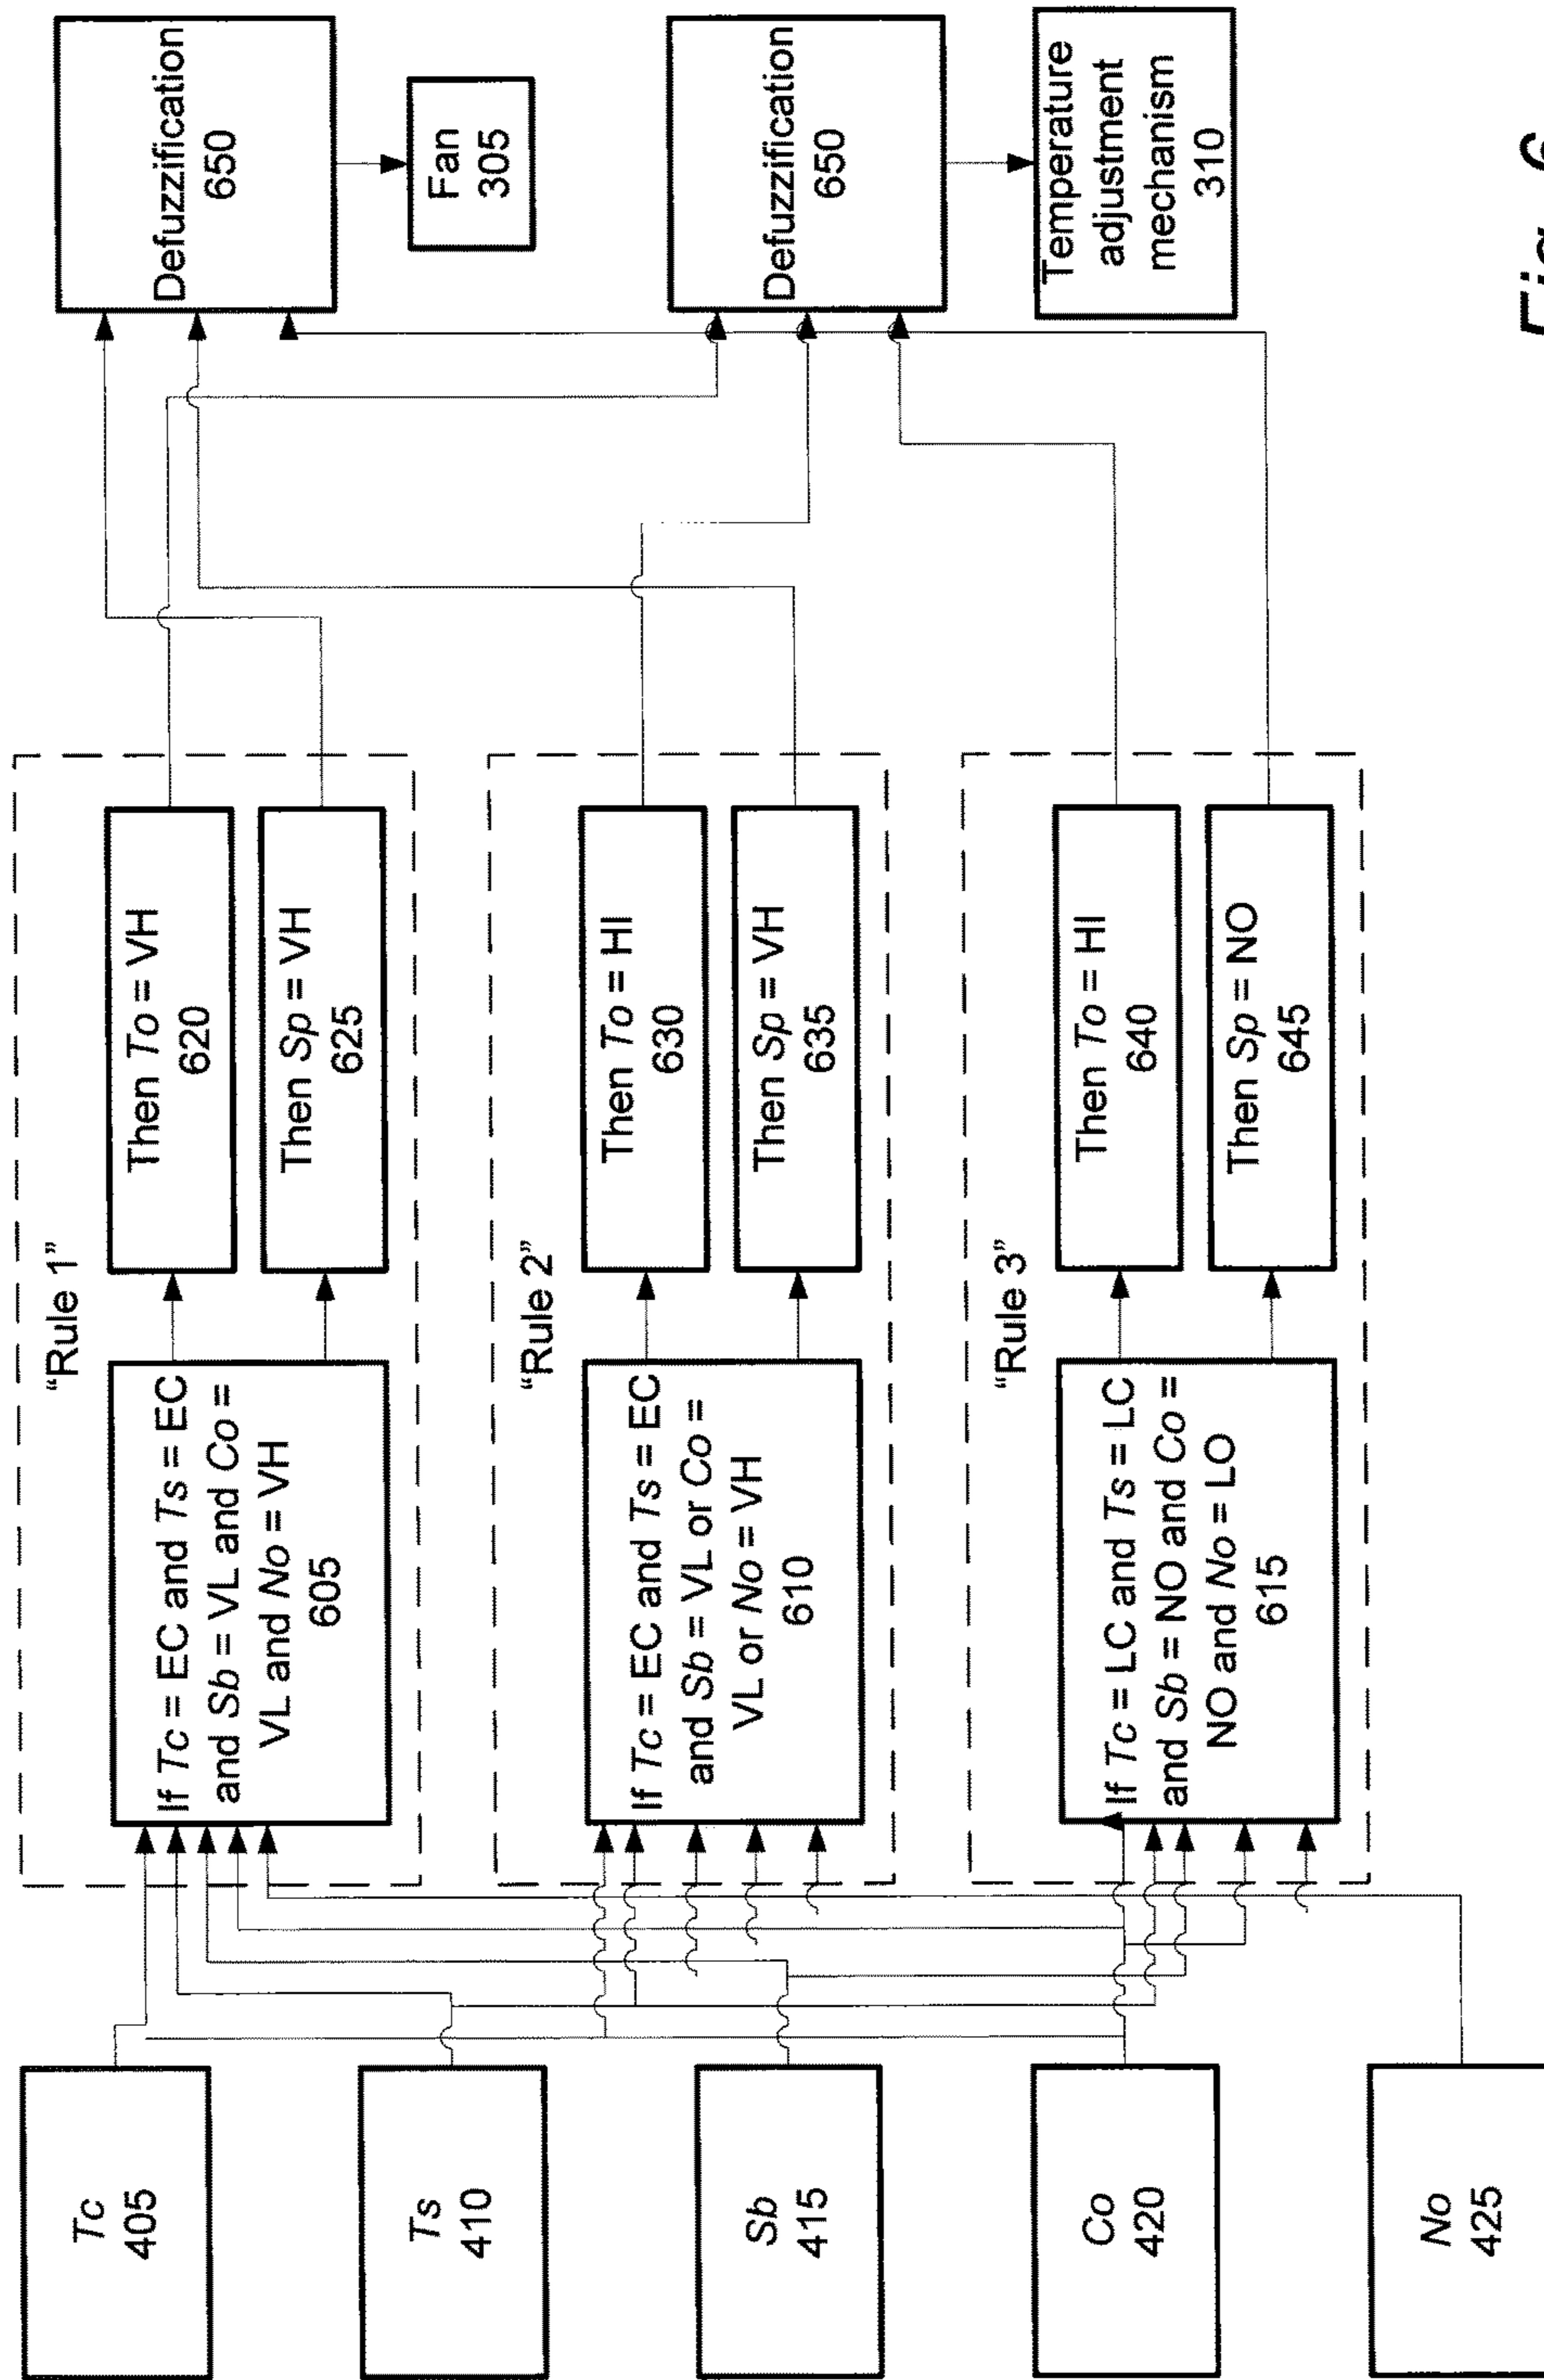 Tc
405
Ts
410
Sb
415
Co
420
No
425
“Rule 1”
If Tc = EC and Ts = EC
and Sb = VL and Co =
VL and No = VH
605
Then To = VH
620
Then Sp = VH
625
“Rule 2”
If Tc = EC and Ts = EC
and Sb = VL or Co =
VL or No = VH
610
Then To = HI
630
Then Sp = VH
635
“Rule 3”
If Tc = LC and Ts = LC
and Sb = NO and Co =
NO and No = LO
615
Then To = HI
640
Then Sp = NO
645
Defuzzification
650
Fan
305
Defuzzification
650
Temperature
adjustment
mechanism
310
Fig. 6